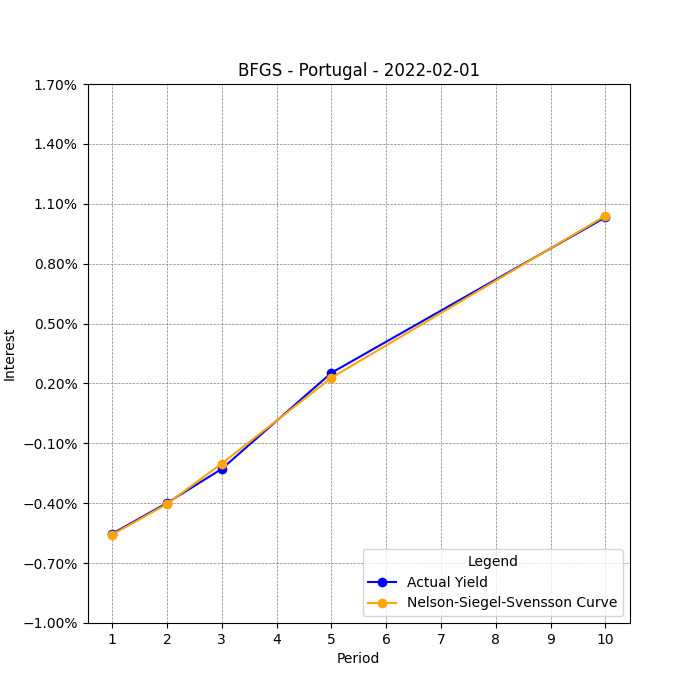 BFGS - Portugal - 2022-02-01
1.70%
1.40%
1.10%
0.80%
0.50%
0.20%
−0.10%
−0.40%
−0.70%
−1.00%
Interest
Legend
Actual Yield
Nelson-Siegel-Svensson Curve
1 2 3 4 5 6 7 8 9 10
Period